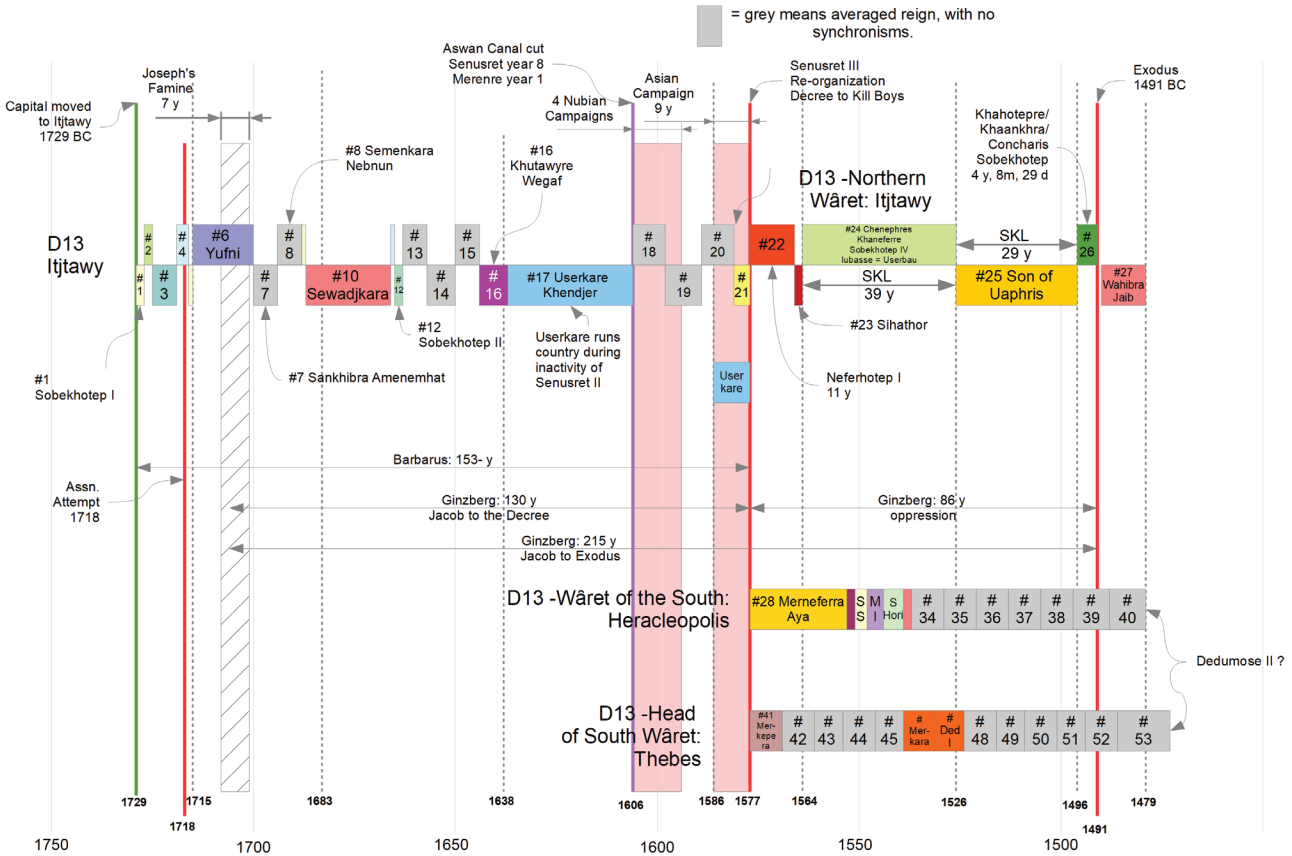 = grey means averaged reign, with no
synchronisms.
Capital moved
to Itjtawy
1729 BC
Joseph's
Famine
7 y
Aswan Canal cut
Senusret year 8
Merenre year 1
4 Nubian
Campaigns
Asian
Campaign
9 y
Senusret III
Re-organization
Decree to Kill Boys
Exodus
1491 BC
Khahotepre/
Khaankhra/
Concharis
Sobekhotep
4 y, 8m, 29 d
#8 Semenkara
Nebnun
#16
Khutawyre
Wegaf
D13 -Northern
Wâret: Itjtawy
D13
Itjtawy
#
2
#
4
#6
Yufni
#
8
#
13
#
15
#
18
#
20
#22
#24 Chenephres
Khaneferre
Sobekhotep IV
Iubasse = Userbau
SKL
29 y
#
26
#
1
#
3
#
7
#10
Sewadjkara
#
12
#
14
#
16
#17 Userkare
Khendjer
#
19
#
21
SKL
39 y
#25 Son of
Uaphris
#27
Wahibra
Jaib
#1
Sobekhotep I
#7 Sankhibra Amenemhat
#12
Sobekhotep II
Userkare runs
country during
inactivity of
Senusret II
User
kare
#23 Sihathor
Neferhotep I
11 y
Barbarus: 153- y
Assn.
Attempt
1718
Ginzberg: 130 y
Jacob to the Decree
Ginzberg: 86 y
oppression
Ginzberg: 215 y
Jacob to Exodus
D13 -Wâret of the South:
Heracleopolis
#28 Merneferra
Aya
S
S
M
I
S
Hori
#
34
#
35
#
36
#
37
#
38
#
39
#
40
Dedumose II ?
D13 -Head
of South Wâret:
Thebes
#41
Mer-
kepe
ra
#
42
#
43
#
44
#
45
#
Mer-
kara
#
Ded
I
#
48
#
49
#
50
#
51
#
52
#
53
1729
1718
1715
1683
1638
1606
1586
1577
1564
1526
1496
1491
1479
1750
1700
1650
1600
1550
1500